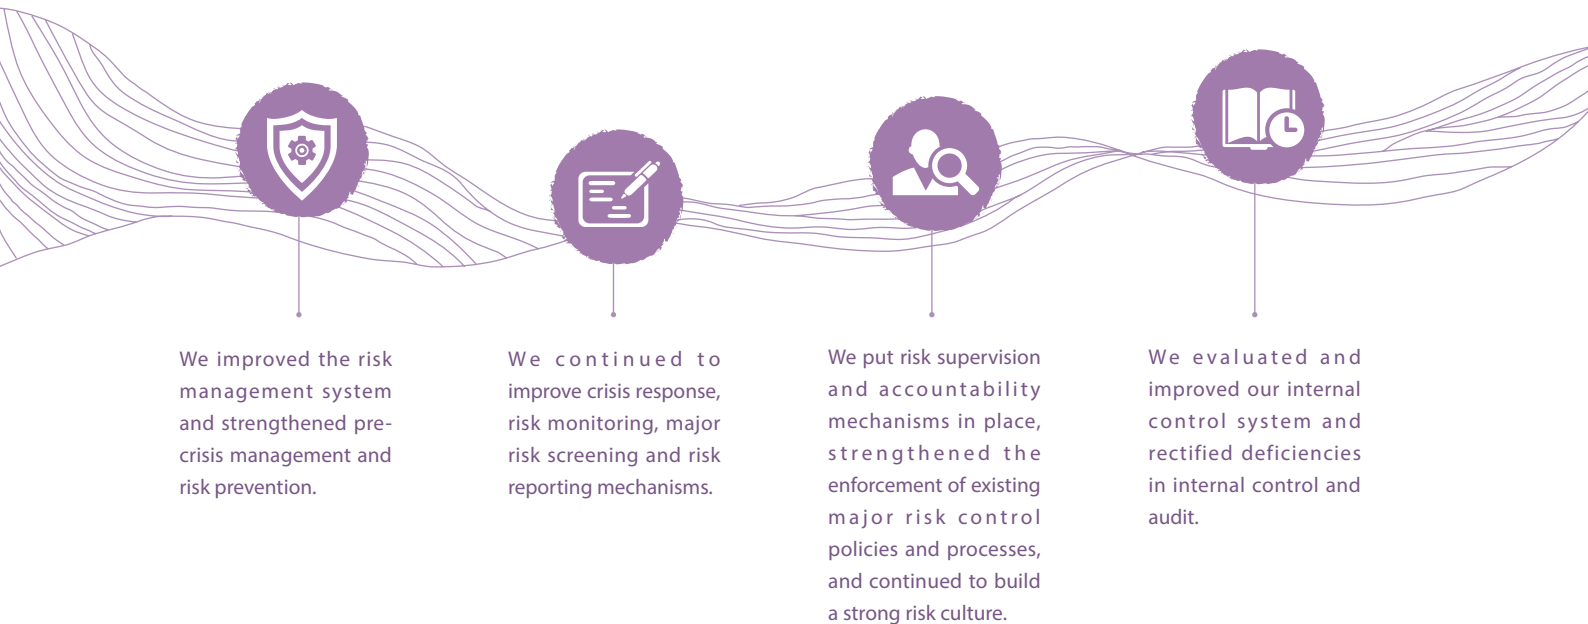 We improved the risk
management system
and strengthened pre-
crisis management and
risk prevention.
We continued to
improve crisis response,
risk monitoring, major
risk screening and risk
reporting mechanisms.
We put risk supervision
and accountability
mechanisms in place,
strengthened the
enforcement of existing
major risk control
policies and processes,
and continued to build
a strong risk culture.
We evaluated and
improved our internal
control system and
rectified deficiencies
in internal control and
audit.